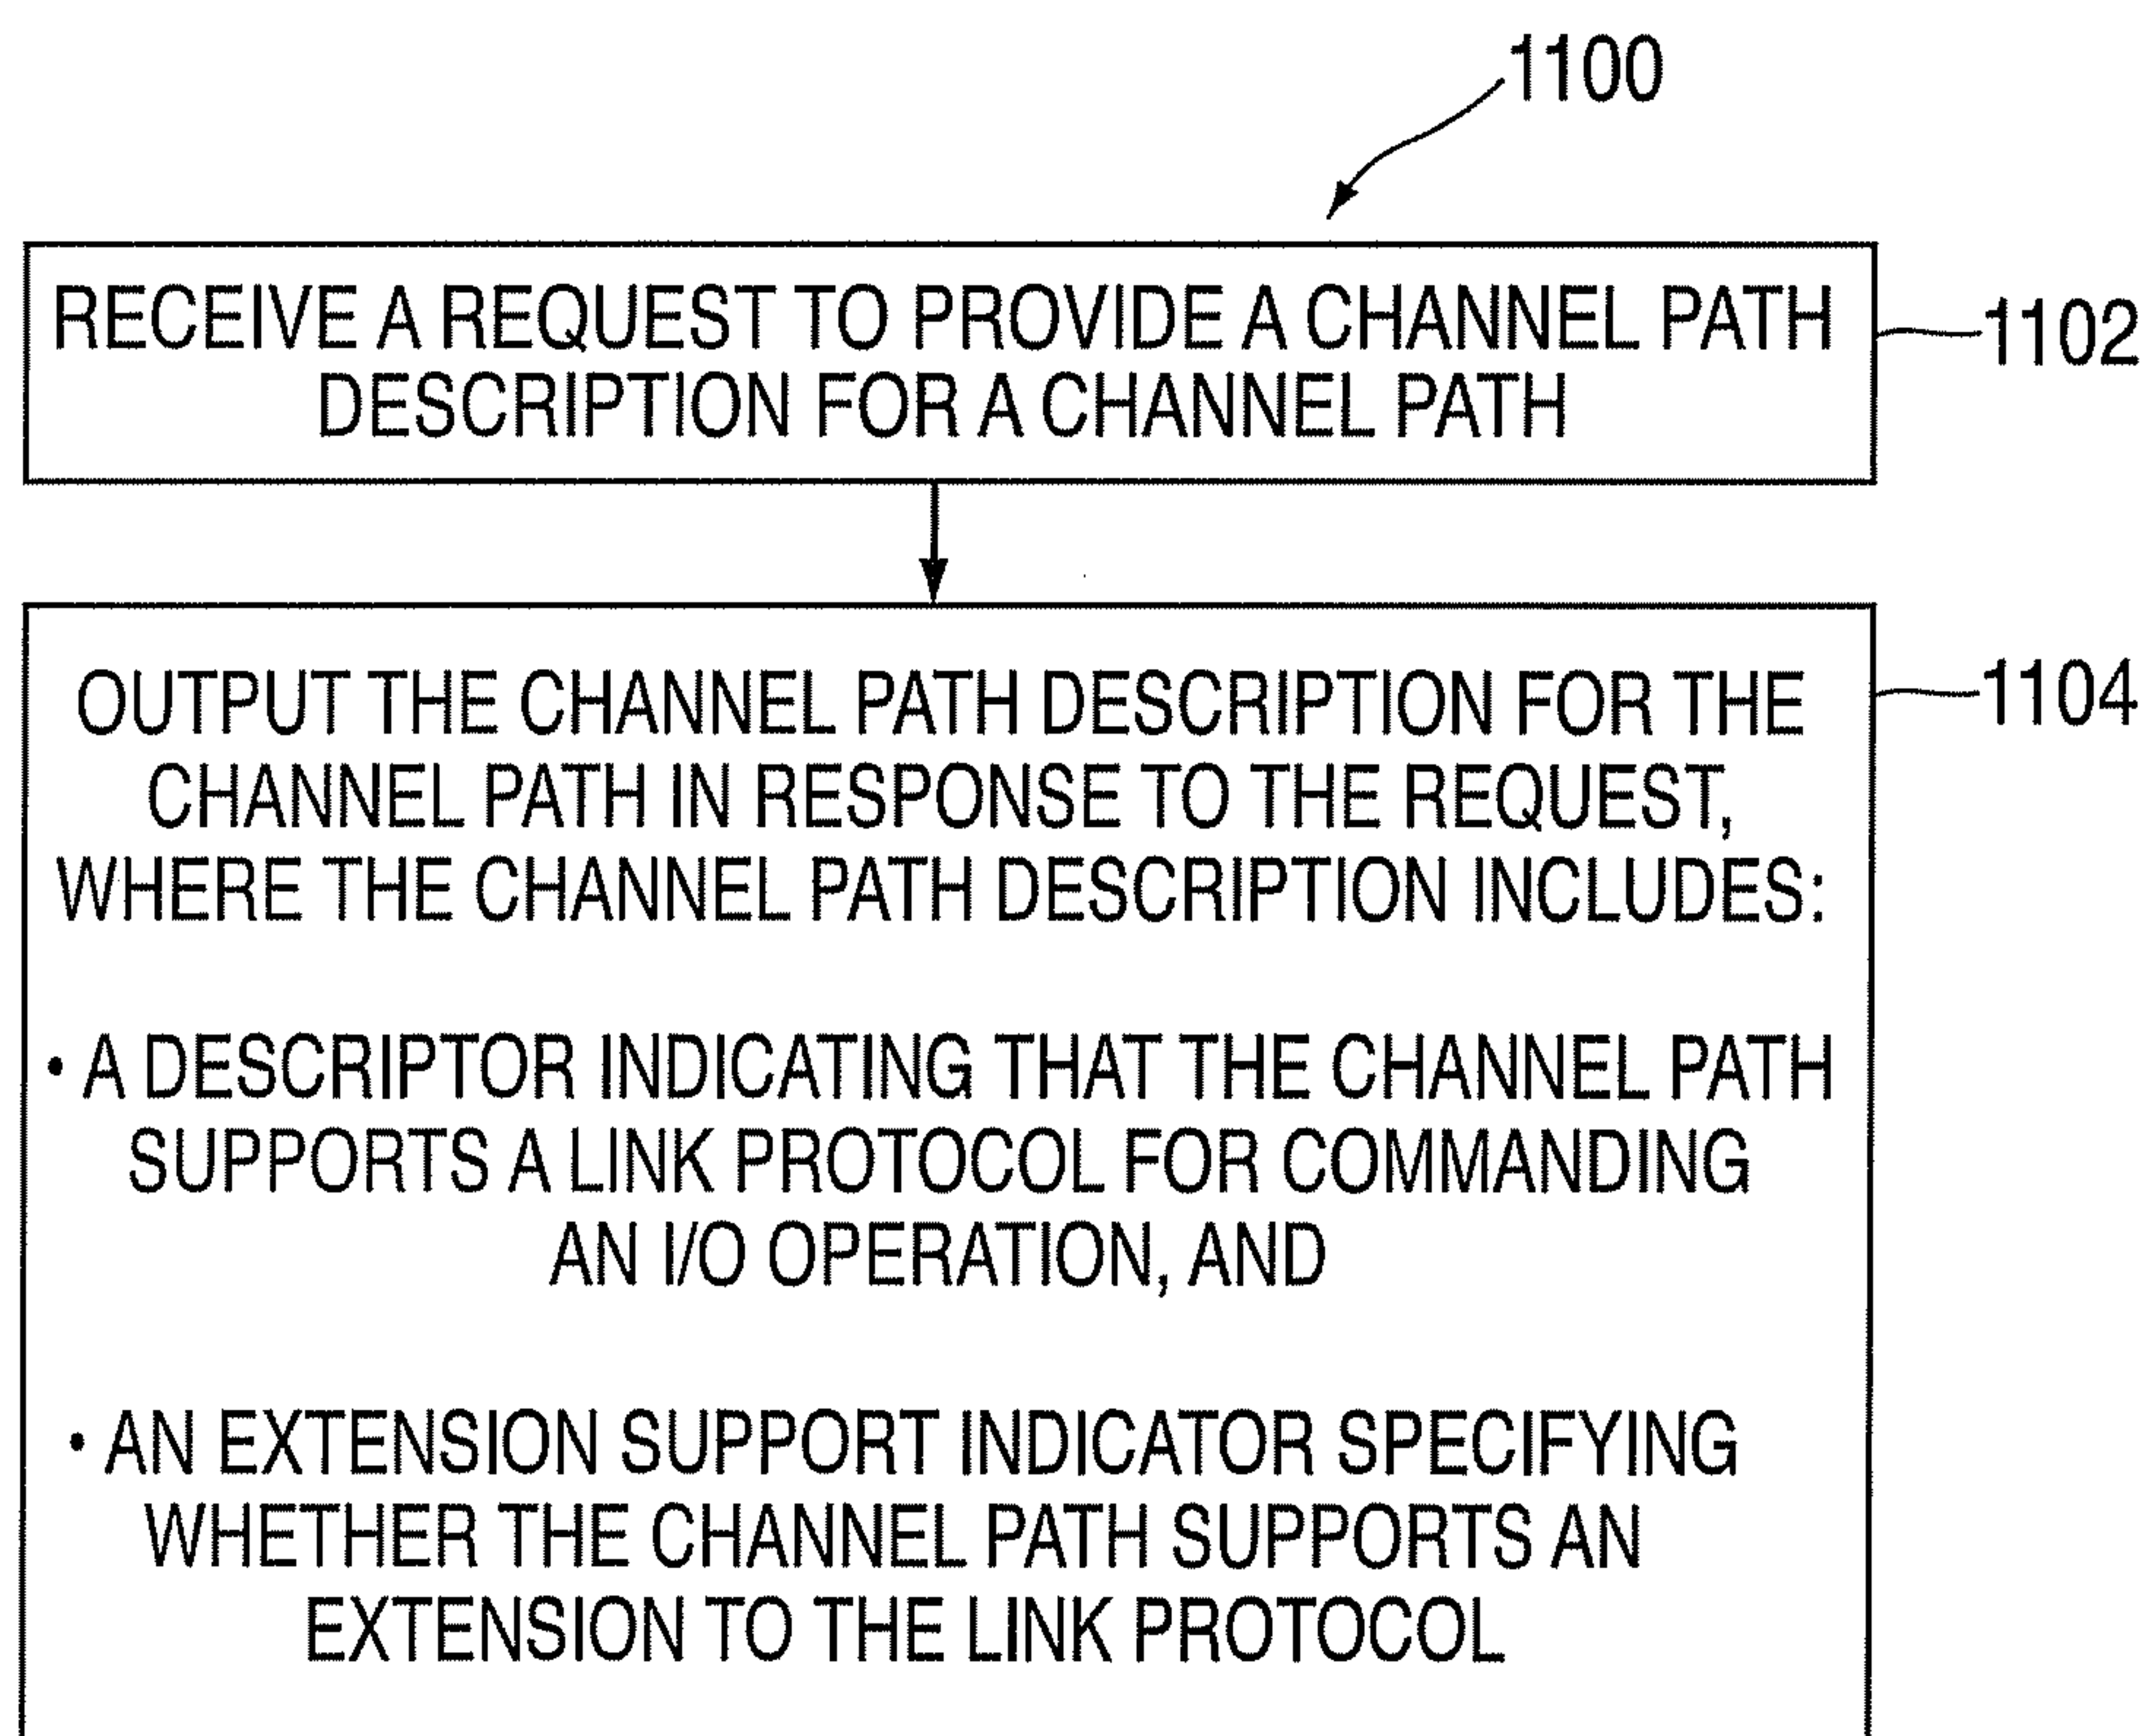 1100
RECEIVE A REQUEST TO PROVIDE A CHANNEL PATH
DESCRIPTION FOR A CHANNEL PATH
1102
OUTPUT THE CHANNEL PATH DESCRIPTION FOR THE
CHANNEL PATH IN RESPONSE TO THE REQUEST,
WHERE THE CHANNEL PATH DESCRIPTION INCLUDES:
1104
• A DESCRIPTOR INDICATING THAT THE CHANNEL PATH
SUPPORTS A LINK PROTOCOL FOR COMMANDING
AN I/O OPERATION, AND
• AN EXTENSION SUPPORT INDICATOR SPECIFYING
WHETHER THE CHANNEL PATH SUPPORTS AN
EXTENSION TO THE LINK PROTOCOL